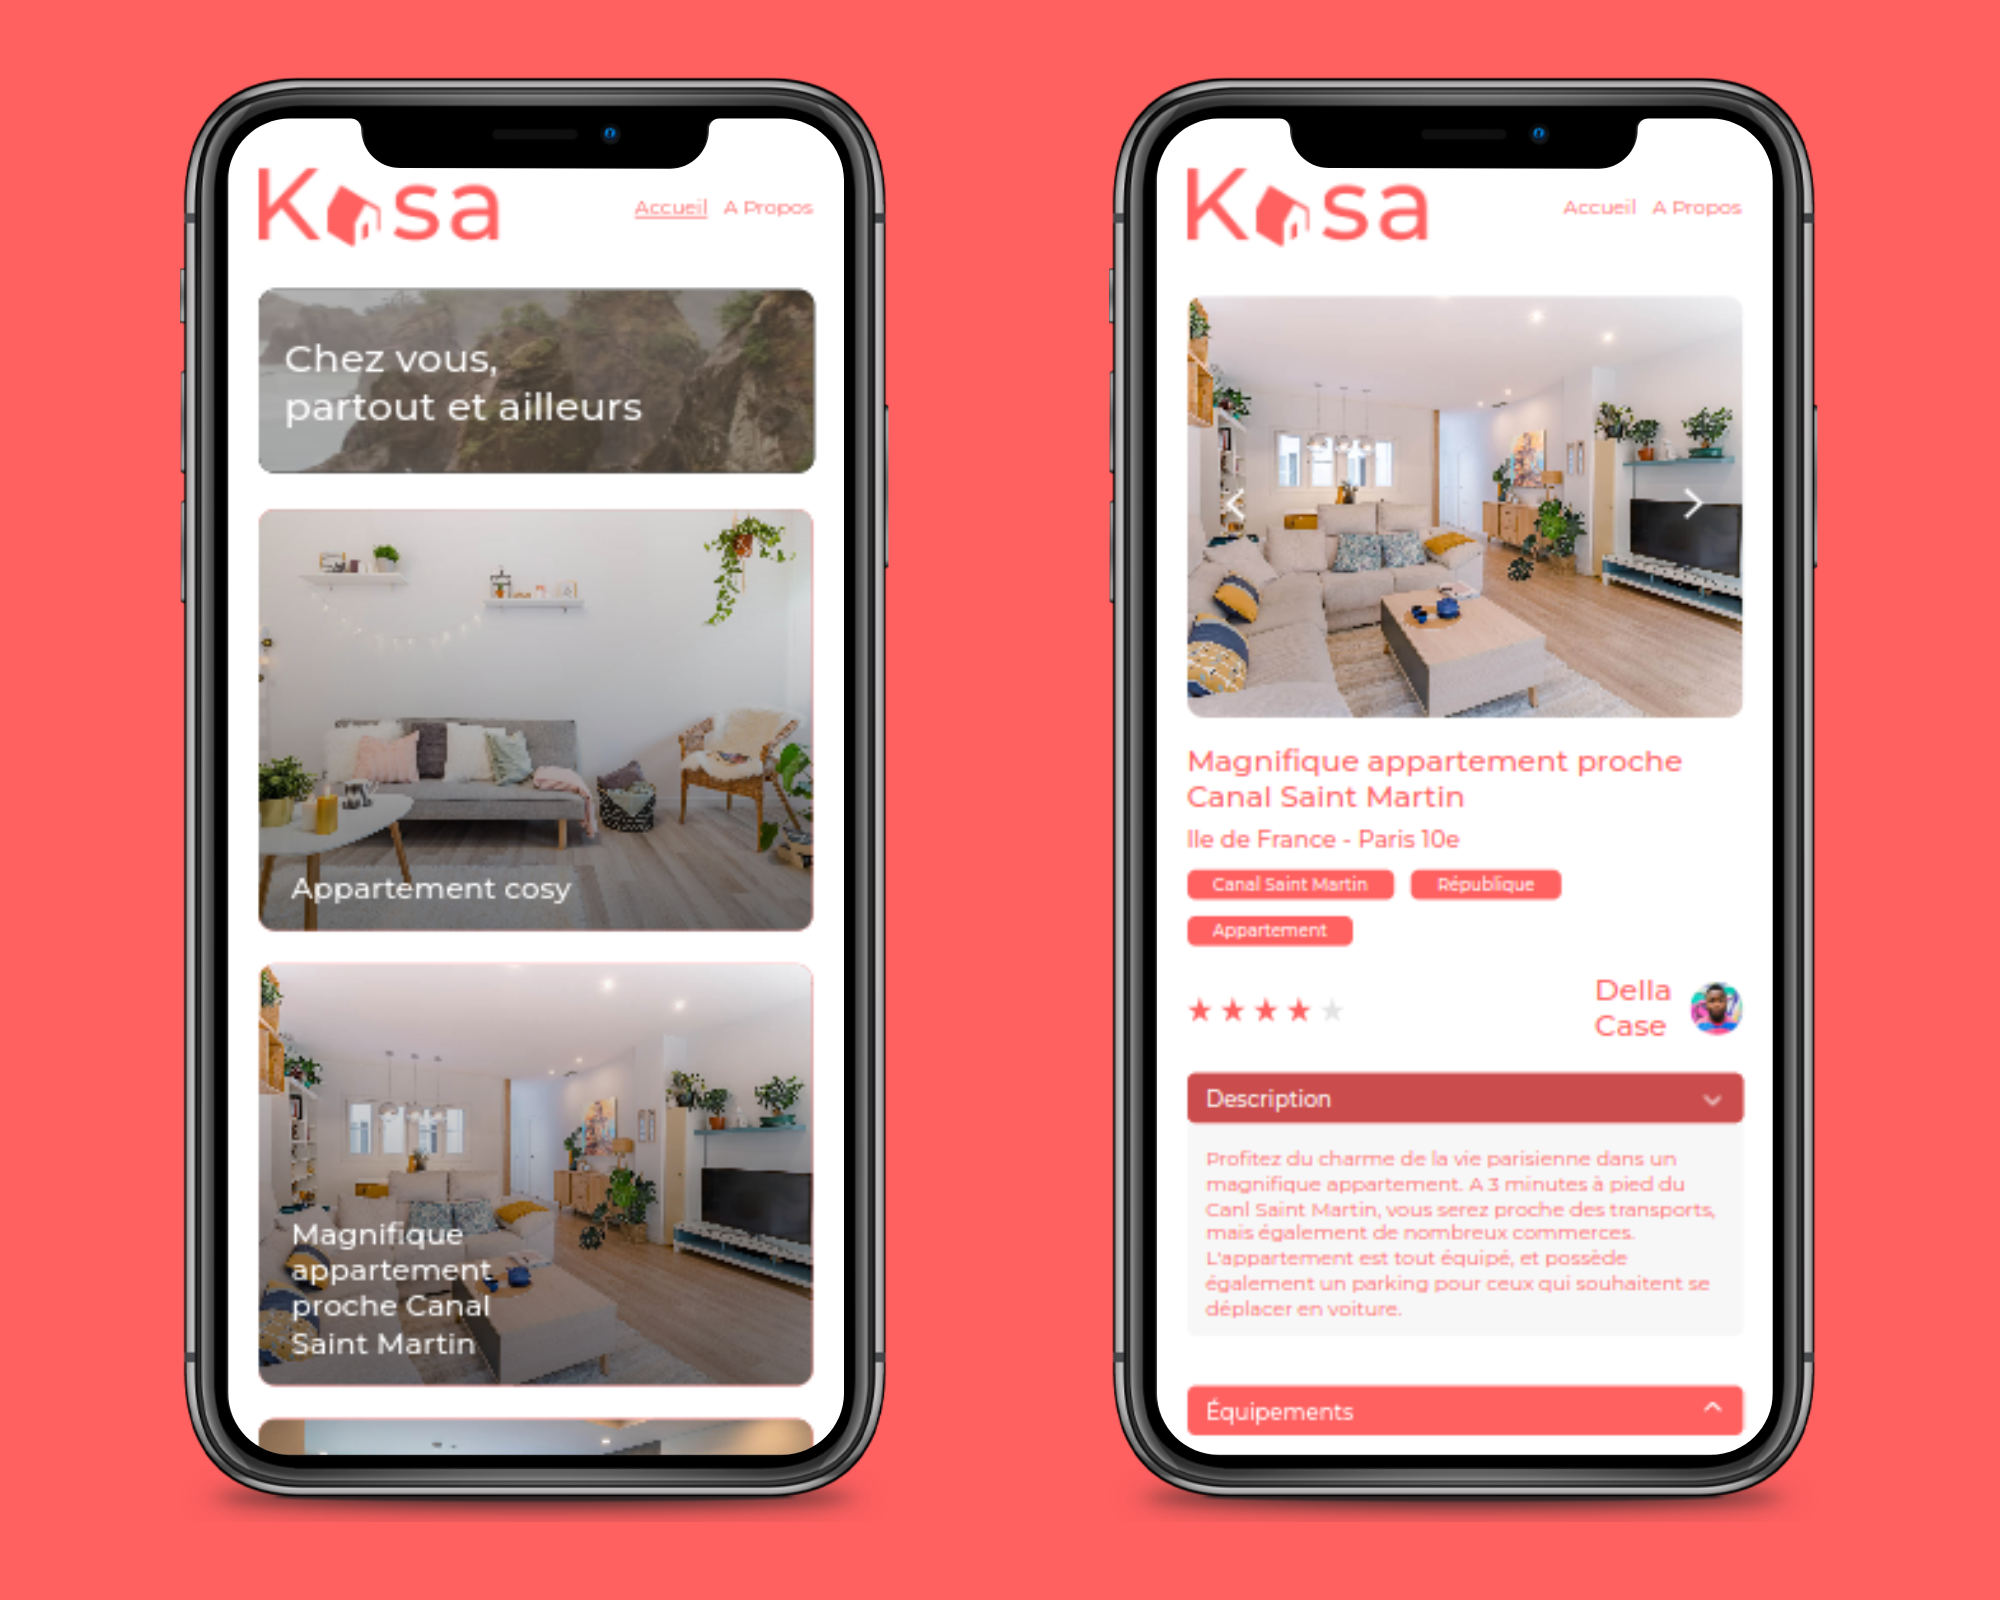 Kasa
Accueil A Propos
Chez vous,
partout et ailleurs
Appartement cosy
Magnifique
appartement
proche Canal
Saint Martin
Kasa
Accueil A Propos
Magnifique appartement proche
Canal Saint Martin
Ile de France - Paris 10e
Canal Saint Martin République
Appartement
Della
Case
Description
Profitez du charme de la vie parisienne dans un
magnifique appartement. A 3 minutes à pied du
Canl Saint Martin, vous serez proche des transports,
mais également de nombreux commerces.
L'appartement est tout équipé, et possède
également un parking pour ceux qui souhaitent se
déplacer en voiture.
Équipements